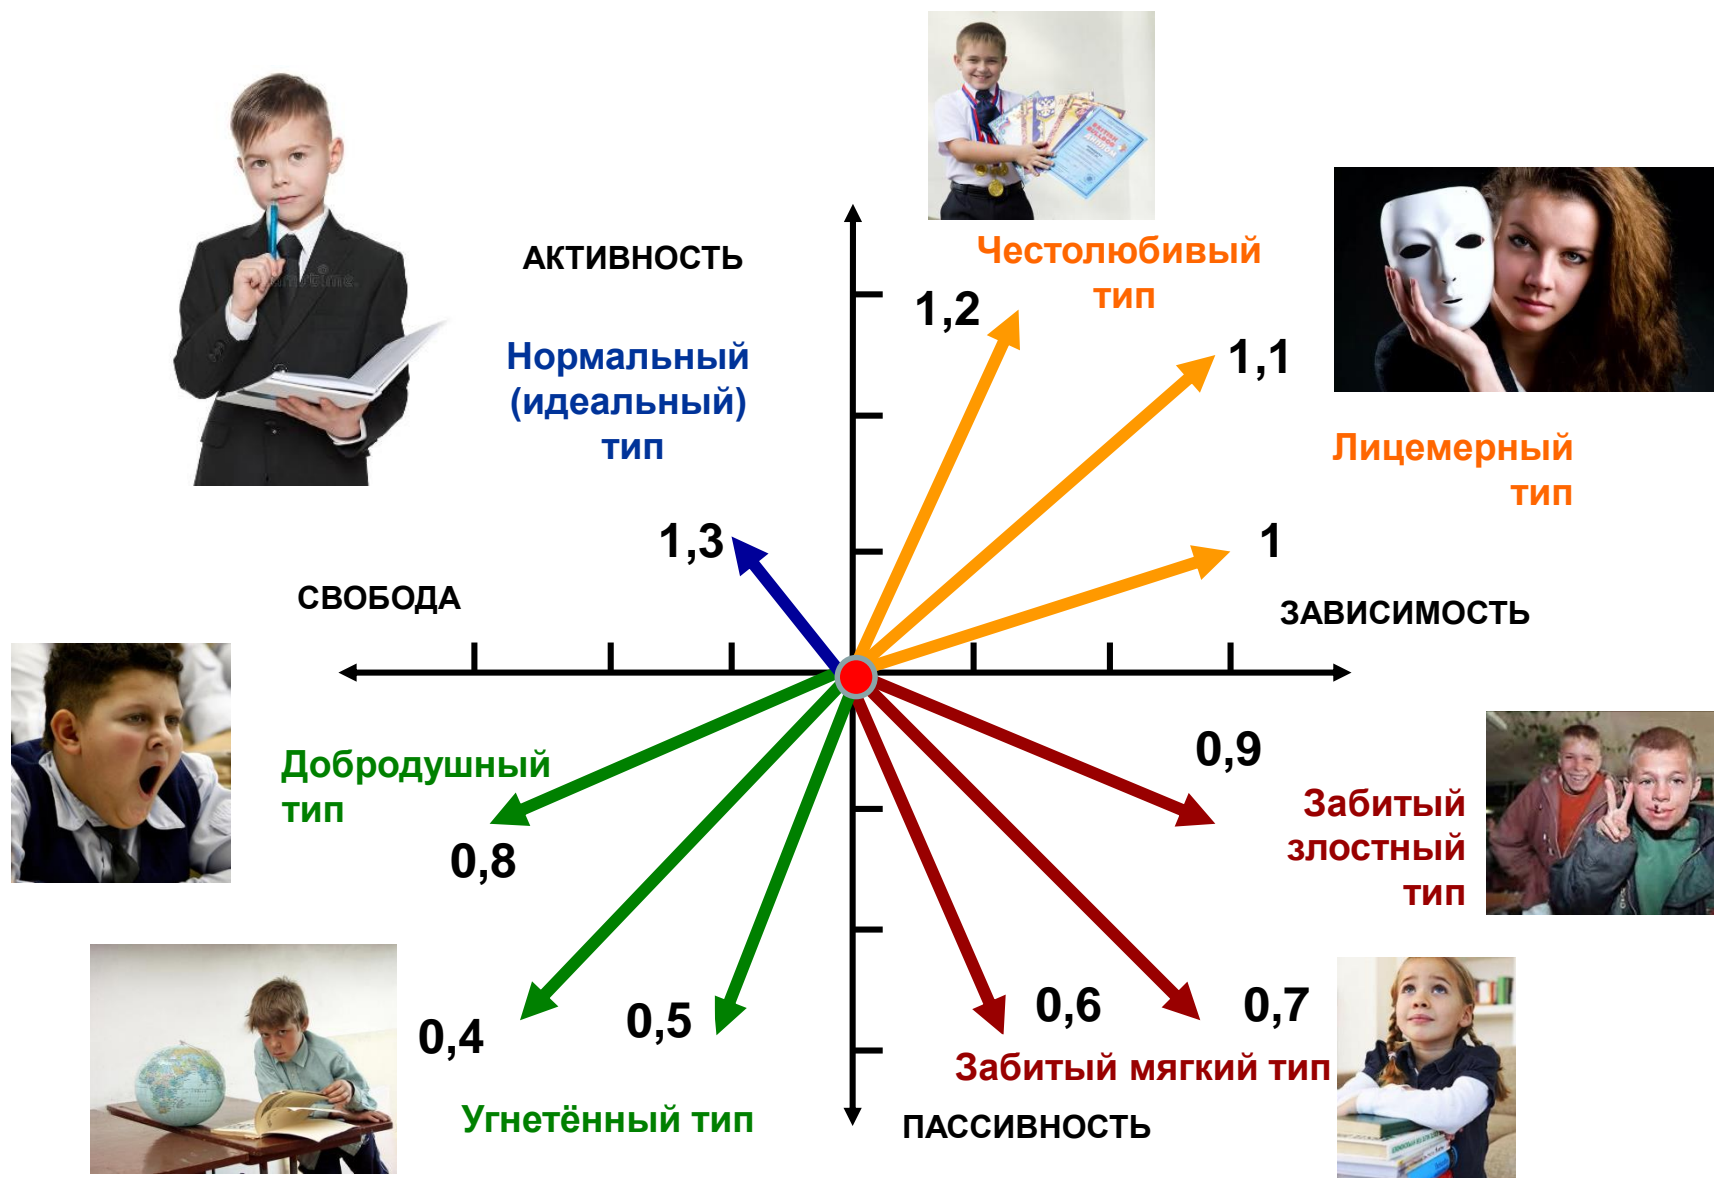 АКТИВНОСТЬ
Честолюбивый
тип
1,2
1,1
Нормальный
(идеальный)
тип
Лицемерный
тип
1,3
1
СВОБОДА
ЗАВИСИМОСТЬ
Добродушный
тип
0,8
0,9
Забитый
злостный
тип
0,4
0,5
0,6
0,7
Забитый мягкий тип
Угнетённый тип
ПАССИВНОСТЬ